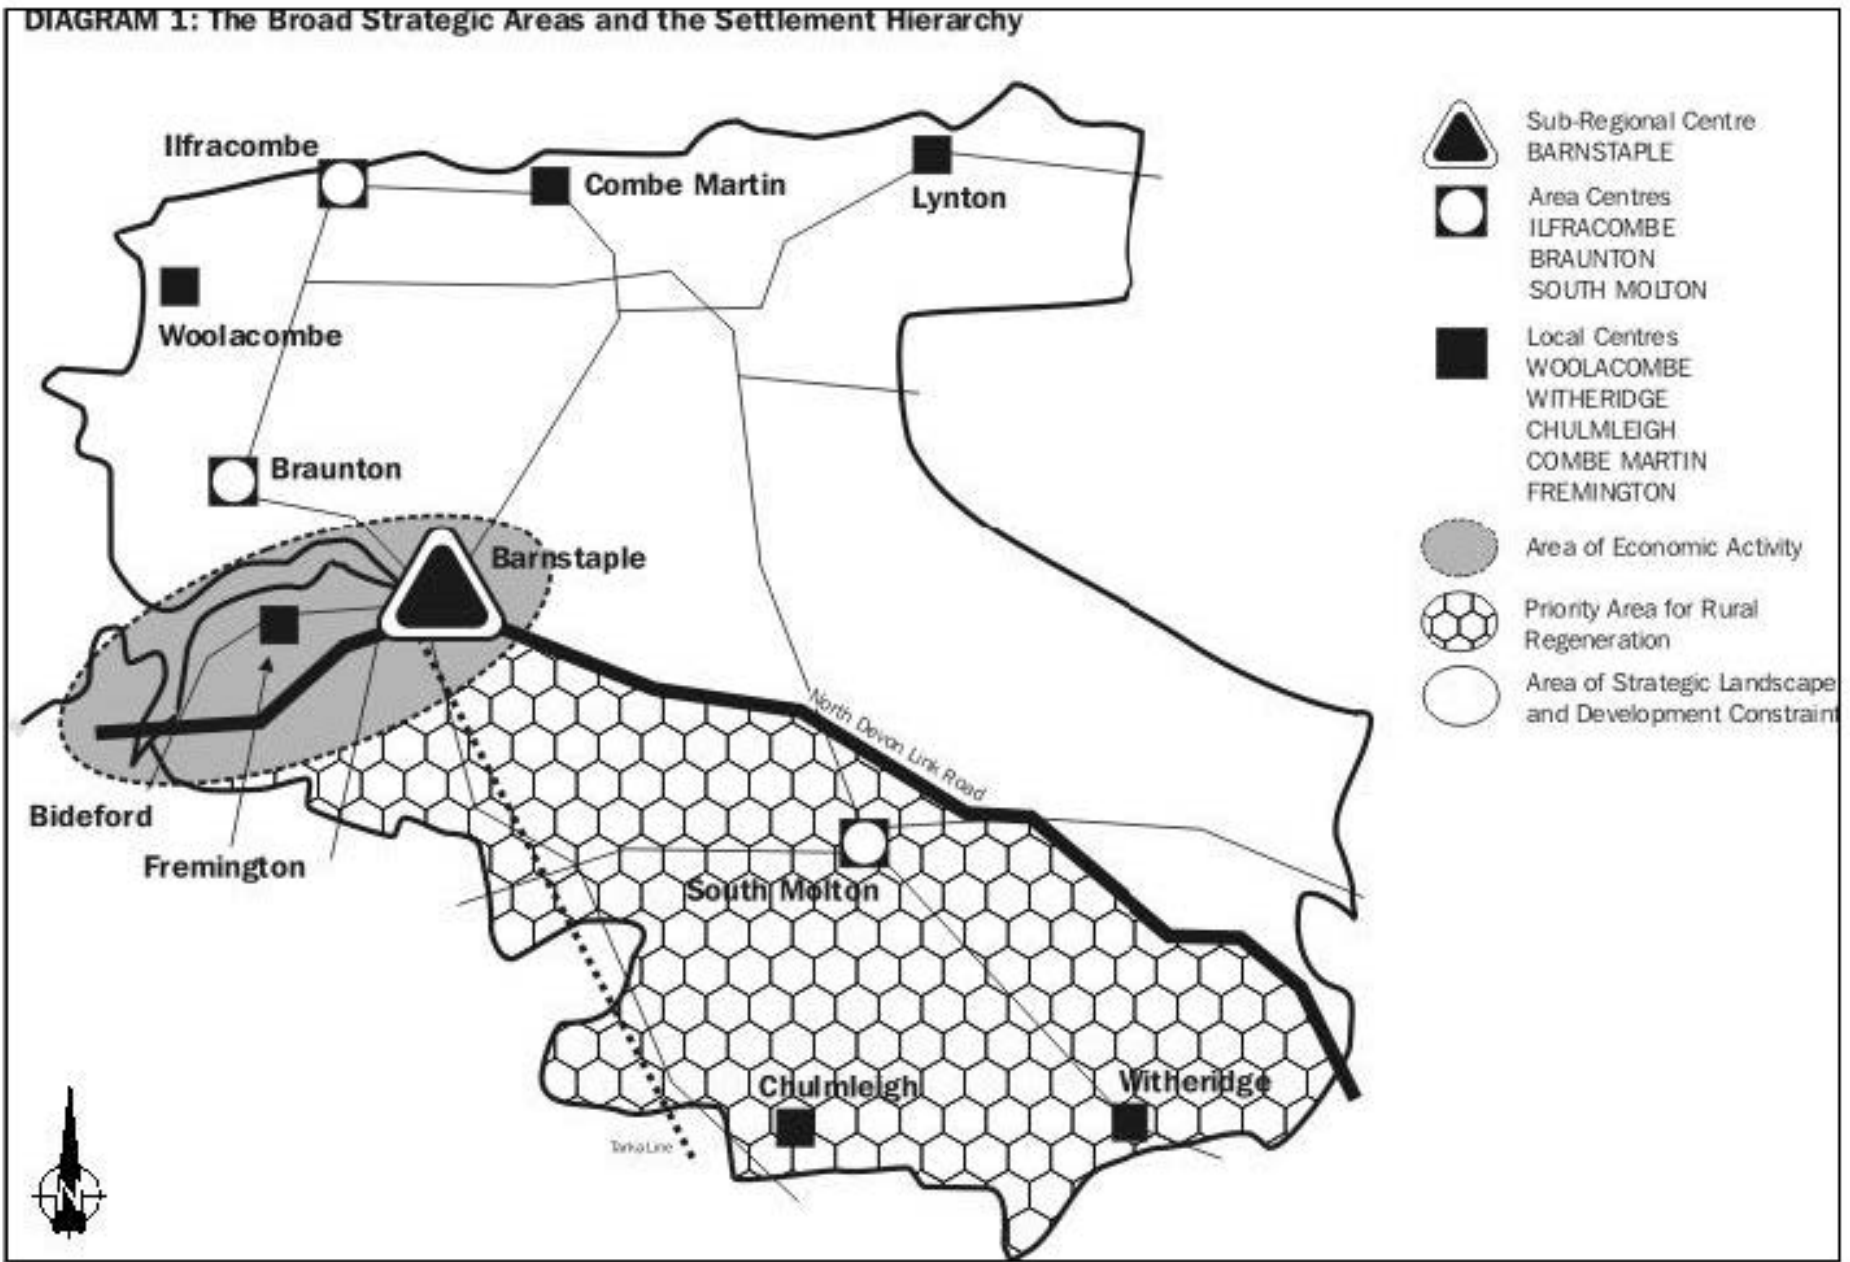 DIAGRAM 1: The Broad Strategic Areas and the Settlement Hierarchy
Ilfracombe
Combe Martin
Lynton
Woolacombe
Braunton
Barnstaple
North Devon Link Road
Bideford
Fremington
South Molton
Chulmleigh
Witheridge
Tarka Line
N
Sub-Regional Centre
BARNSTAPLE
Area Centres
ILFRACOMBE
BRAUNTON
SOUTH MOLTON
Local Centres
WOOLACOMBE
WITHERIDGE
CHULMLEIGH
COMBE MARTIN
FREMINGTON
Area of Economic Activity
Priority Area for Rural
Regeneration
Area of Strategic Landscape
and Development Constraint